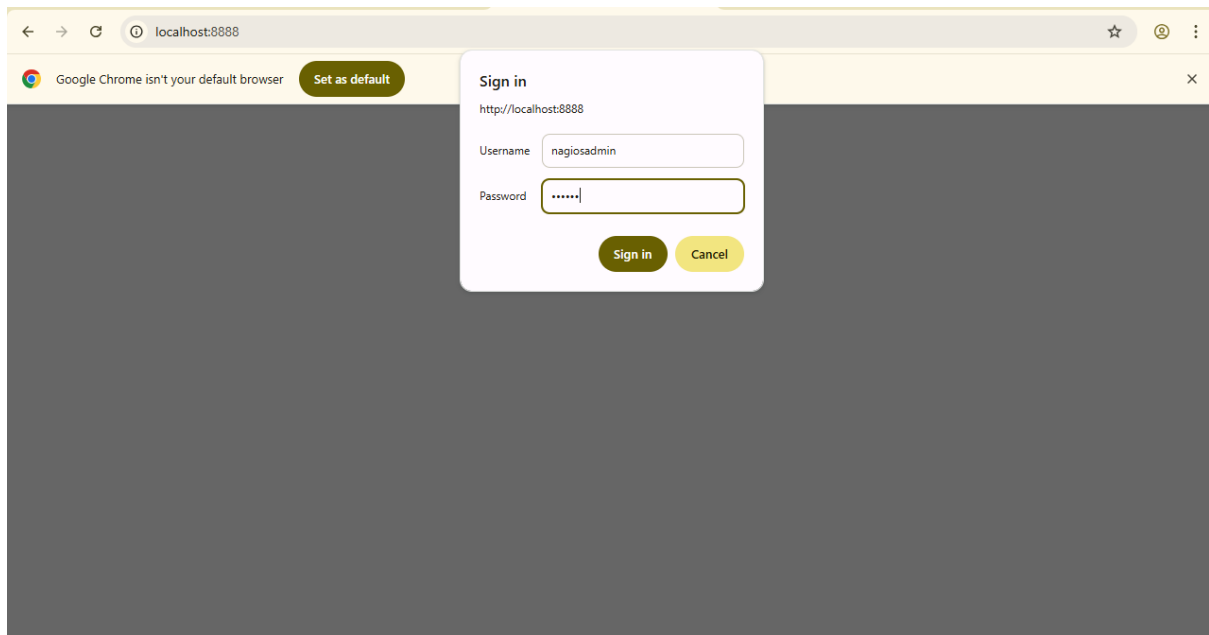 localhost:8888
Google Chrome isn't your default browser Set as default
Sign in
http://localhost:8888
Username nagiosadmin
Password ••••••
Sign in Cancel